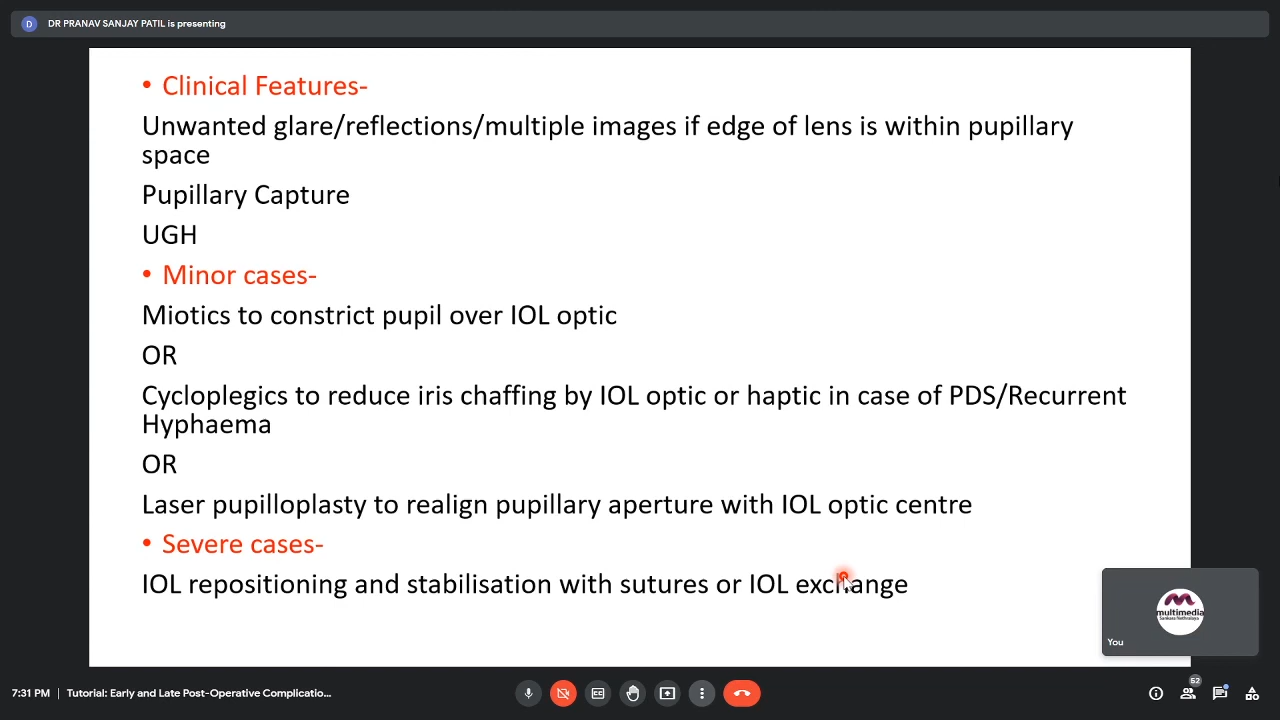 D DR PRANAV SANJAY PATIL is presenting
• Clinical Features-
Unwanted glare/reflections/multiple images if edge of lens is within pupillary
space
Pupillary Capture
UGH
• Minor cases-
Miotics to constrict pupil over IOL optic
OR
Cycloplegics to reduce iris chaffing by IOL optic or haptic in case of PDS/Recurrent
Hyphaema
OR
Laser pupilloplasty to realign pupillary aperture with IOL optic centre
• Severe cases-
IOL repositioning and stabilisation with sutures or IOL exchange
multimedia
Sankara Nethralaya
You
7:31 PM | Tutorial: Early and Late Post-Operative Complicatio...
CC
52